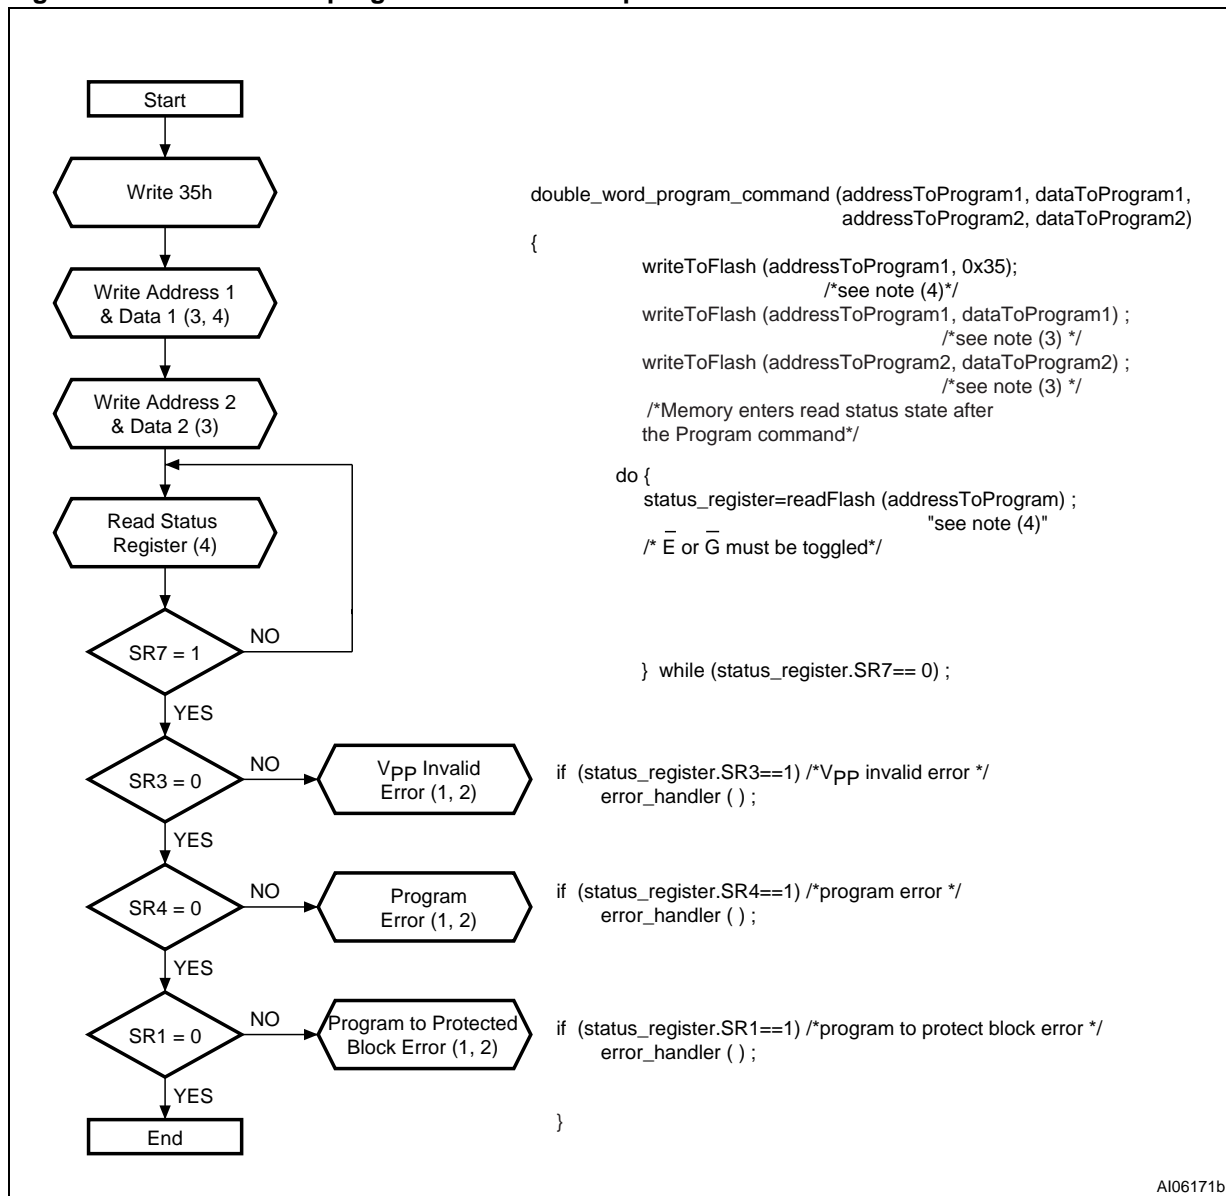 Start
Write 35h
Write Address 1
& Data 1 (3, 4)
Write Address 2
& Data 2 (3)
Read Status
Register (4)
SR7 = 1
NO
YES
SR3 = 0
NO
VPP Invalid
Error (1, 2)
YES
SR4 = 0
NO
Program
Error (1, 2)
YES
SR1 = 0
NO
Program to Protected
Block Error (1, 2)
YES
End
double_word_program_command (addressToProgram1, dataToProgram1,
addressToProgram2, dataToProgram2)
{
writeToFlash (addressToProgram1, 0x35);
/*see note (4)*/
writeToFlash (addressToProgram1, dataToProgram1) ;
/*see note (3) */
writeToFlash (addressToProgram2, dataToProgram2) ;
/*see note (3) */
/*Memory enters read status state after
the Program command*/
do {
status_register=readFlash (addressToProgram) ;
"see note (4)"
/* E̅ or G̅ must be toggled*/
} while (status_register.SR7== 0) ;
if (status_register.SR3==1) /*VPP invalid error */
error_handler ( ) ;
if (status_register.SR4==1) /*program error */
error_handler ( ) ;
if (status_register.SR1==1) /*program to protect block error */
error_handler ( ) ;
}
AI06171b